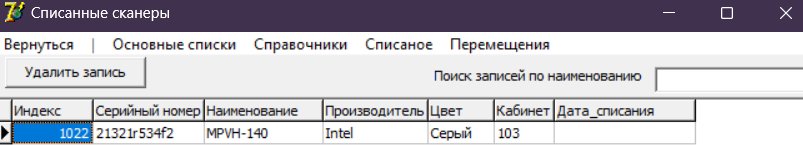 Списанные сканеры
Вернуться | Основные списки Справочники Списаное Перемещения
Удалить запись Поиск записей по наименованию
Индекс Серийный номер Наименование Производитель Цвет Кабинет Дата_списания
1022 21321r534f2 MPVH-140 Intel Серый 103